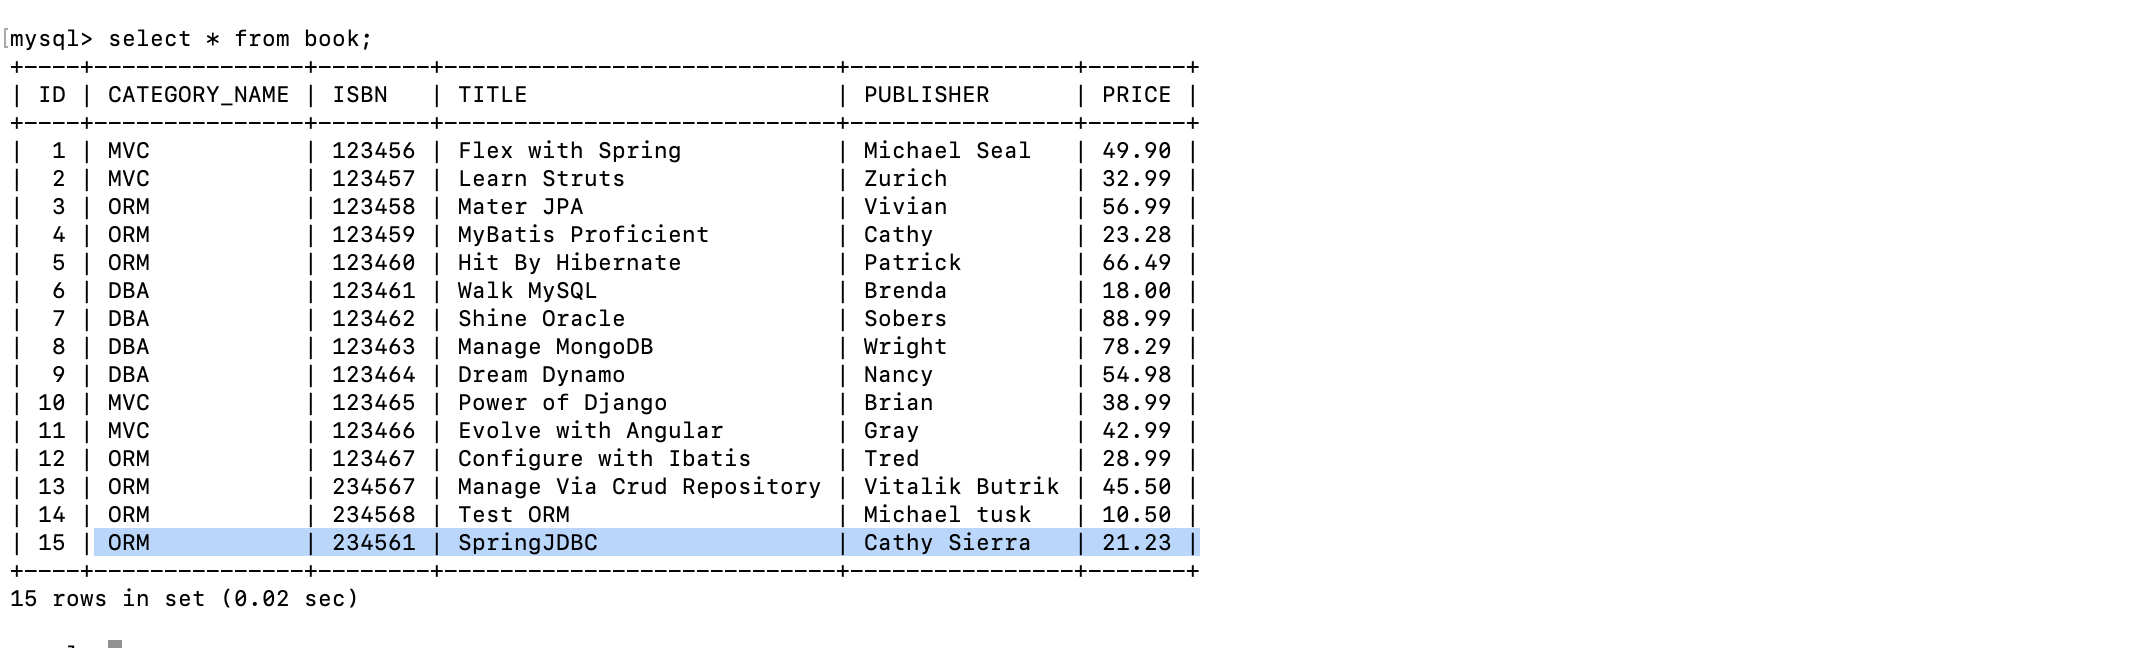 mysql> select * from book;
+----+---------------+--------+----------------------------+----------------+-------+
| ID | CATEGORY_NAME | ISBN   | TITLE                      | PUBLISHER      | PRICE |
+----+---------------+--------+----------------------------+----------------+-------+
|  1 | MVC           | 123456 | Flex with Spring           | Michael Seal   | 49.90 |
|  2 | MVC           | 123457 | Learn Struts               | Zurich         | 32.99 |
|  3 | ORM           | 123458 | Mater JPA                  | Vivian         | 56.99 |
|  4 | ORM           | 123459 | MyBatis Proficient         | Cathy          | 23.28 |
|  5 | ORM           | 123460 | Hit By Hibernate           | Patrick        | 66.49 |
|  6 | DBA           | 123461 | Walk MySQL                 | Brenda         | 18.00 |
|  7 | DBA           | 123462 | Shine Oracle               | Sobers         | 88.99 |
|  8 | DBA           | 123463 | Manage MongoDB             | Wright         | 78.29 |
|  9 | DBA           | 123464 | Dream Dynamo               | Nancy          | 54.98 |
| 10 | MVC           | 123465 | Power of Django            | Brian          | 38.99 |
| 11 | MVC           | 123466 | Evolve with Angular        | Gray           | 42.99 |
| 12 | ORM           | 123467 | Configure with Ibatis      | Tred           | 28.99 |
| 13 | ORM           | 234567 | Manage Via Crud Repository | Vitalik Butrik | 45.50 |
| 14 | ORM           | 234568 | Test ORM                   | Michael tusk   | 10.50 |
| 15 | ORM           | 234561 | SpringJDBC                 | Cathy Sierra   | 21.23 |
+----+---------------+--------+----------------------------+----------------+-------+
15 rows in set (0.02 sec)